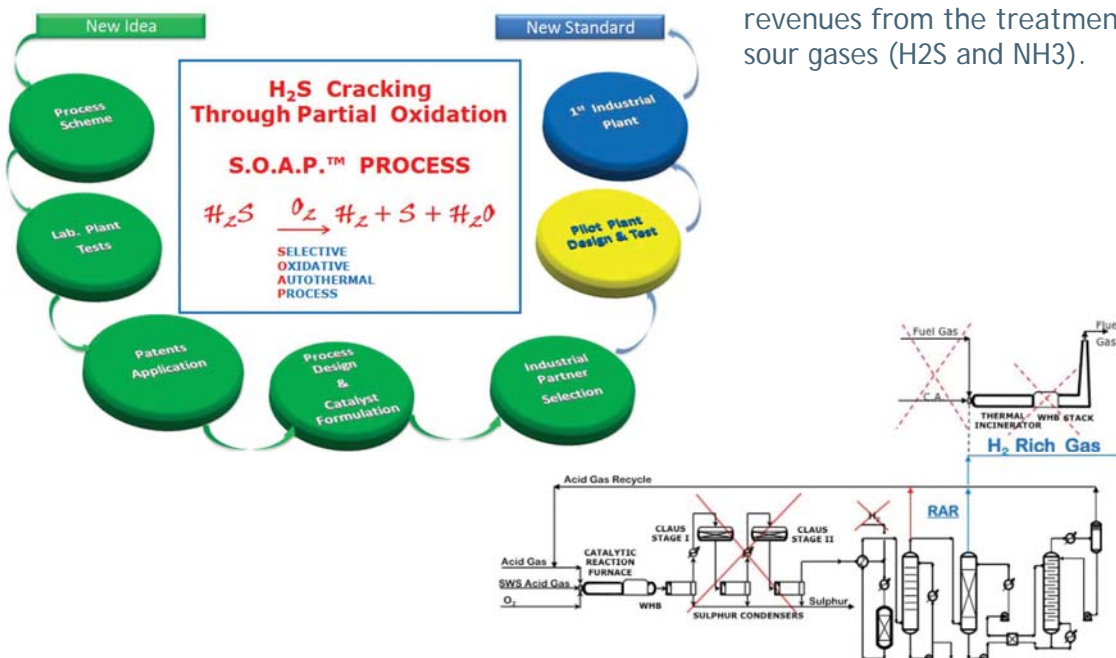 New Idea
New Standard
revenues from the treatment
sour gases (H2S and NH3).
Process
Scheme
H₂S Cracking
Through Partial Oxidation
S.O.A.P.™ PROCESS
H₂S O₂ H₂ + S + H₂O
SELECTIVE
OXIDATIVE
AUTOTHERMAL
PROCESS
1st Industrial
Plant
Lab. Plant
Tests
Pilot Plant
Design & Test
Patents
Application
Process
Design
&
Catalyst
Formulation
Industrial
Partner
Selection
Fuel Gas
Flue
Gas
C.A.
THERMAL
INCINERATOR
WHB STACK
H₂ Rich Gas
Acid Gas Recycle
RAR
H₂
CLAUS
STAGE I
CLAUS
STAGE II
CATALYTIC
REACTION
FURNACE
Acid Gas
SWS Acid Gas
O₂
WHB
Sulphur
SULPHUR CONDENSERS